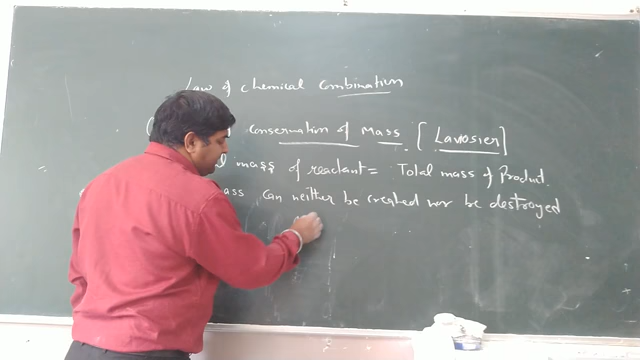 Law of chemical Combination
Conservation of Mass [Lavosier]
mass of reactant = Total mass of Product.
can neither be created nor be destroyed